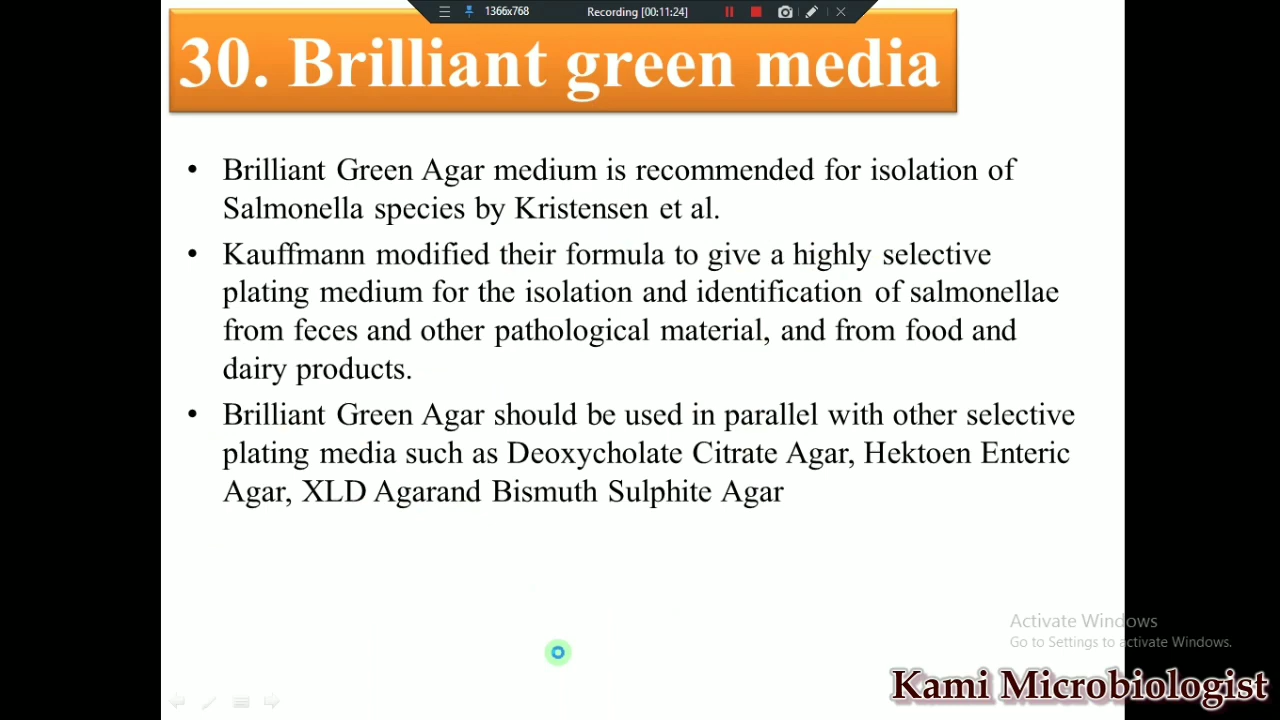 1366x768
Recording [00:11:24]
30. Brilliant green media
• Brilliant Green Agar medium is recommended for isolation of
Salmonella species by Kristensen et al.
• Kauffmann modified their formula to give a highly selective
plating medium for the isolation and identification of salmonellae
from feces and other pathological material, and from food and
dairy products.
• Brilliant Green Agar should be used in parallel with other selective
plating media such as Deoxycholate Citrate Agar, Hektoen Enteric
Agar, XLD Agarand Bismuth Sulphite Agar
Activate Windows
Go to Settings to activate Windows.
Kami Microbiologist